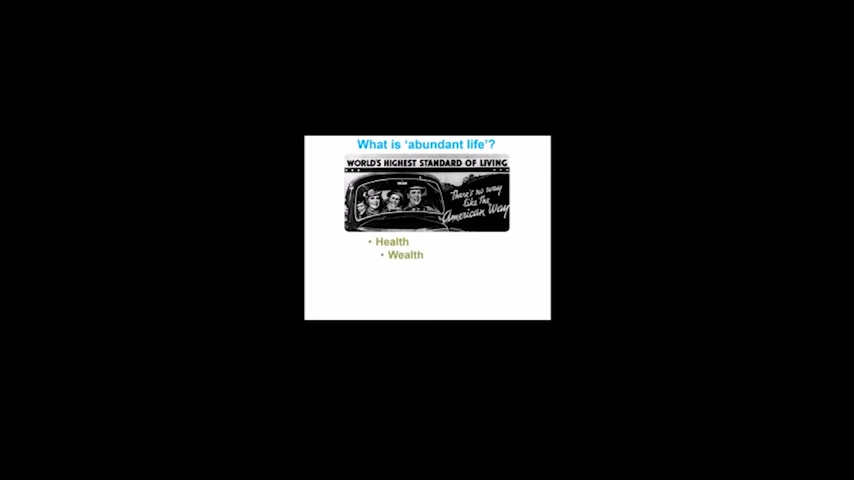 What is 'abundant life'?
WORLD'S HIGHEST STANDARD OF LIVING
There's no way
like the
American Way
• Health
• Wealth